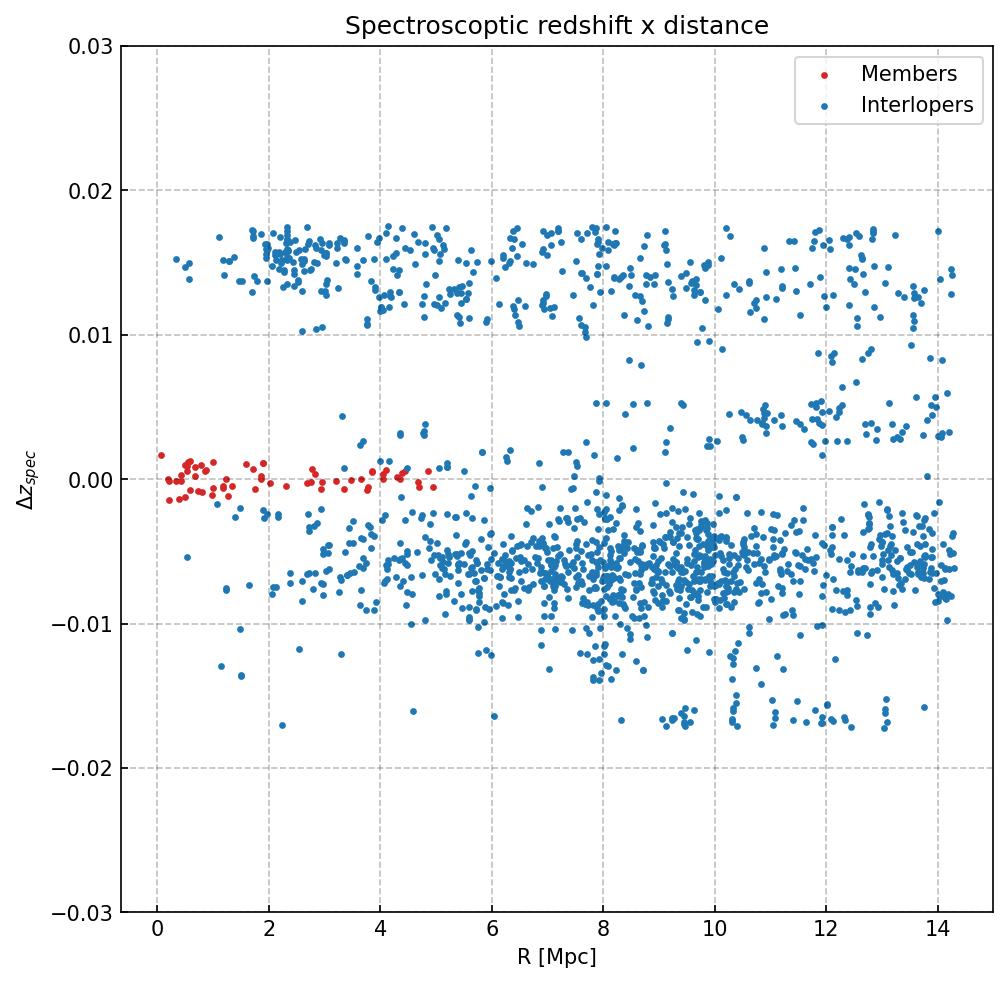 Spectroscoptic redshift x distance
Members
Interlopers
0.03
0.02
0.01
0.00
−0.01
−0.02
−0.03
Δz_spec
0 2 4 6 8 10 12 14
R [Mpc]